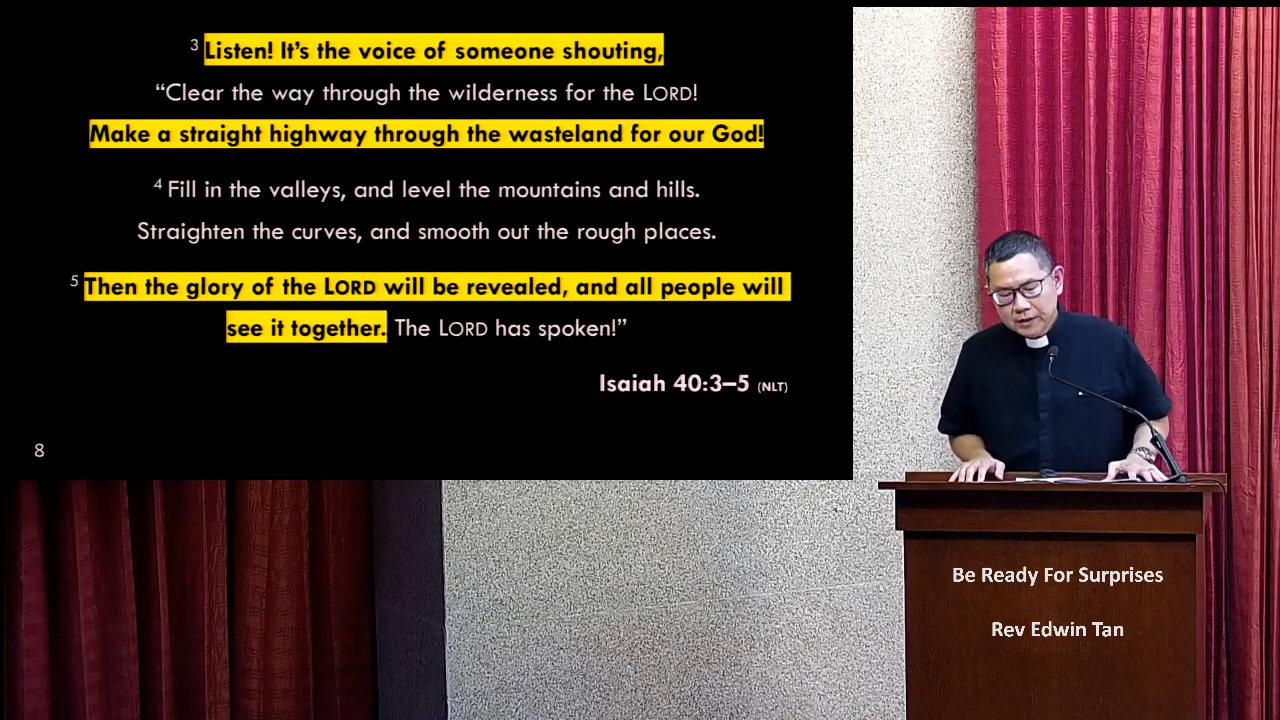 3 Listen! It’s the voice of someone shouting,
“Clear the way through the wilderness for the LORD!
Make a straight highway through the wasteland for our God!
4 Fill in the valleys, and level the mountains and hills.
Straighten the curves, and smooth out the rough places.
5 Then the glory of the LORD will be revealed, and all people will
see it together. The LORD has spoken!”
Isaiah 40:3–5 (NLT)
8
Be Ready For Surprises
Rev Edwin Tan